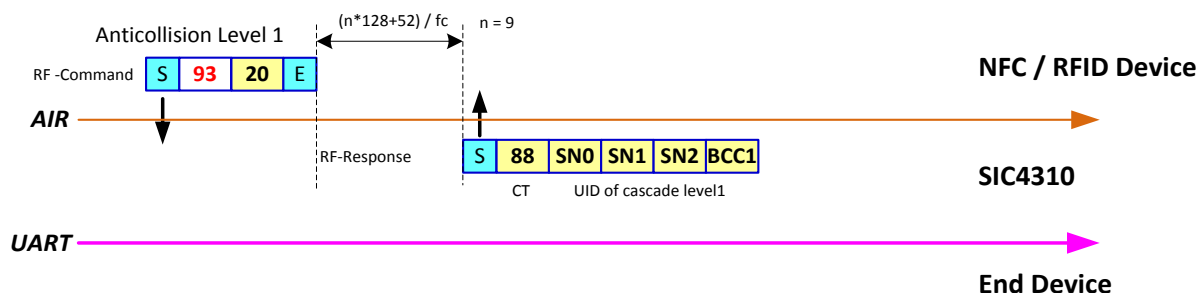 (n*128+52) / fc n = 9
Anticollision Level 1
RF -Command S 93 20 E
NFC / RFID Device
AIR
RF-Response S 88 SN0 SN1 SN2 BCC1
CT UID of cascade level1
SIC4310
UART
End Device